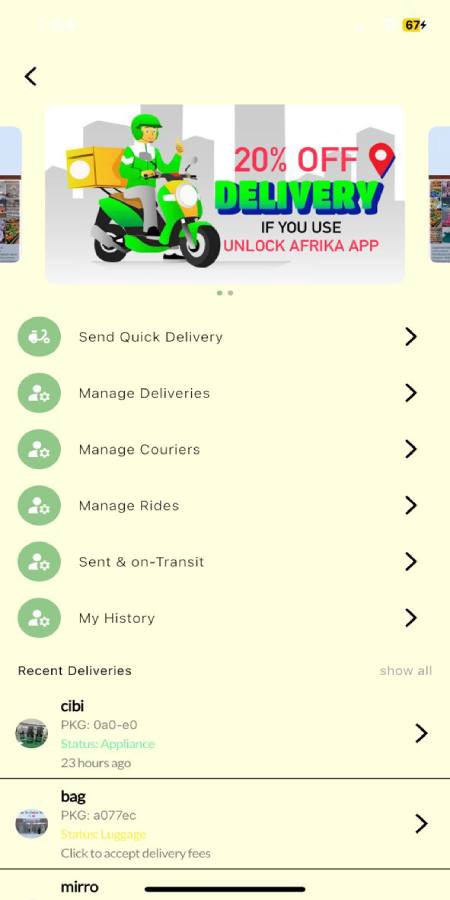 67
20% OFF
DELIVERY
IF YOU USE
UNLOCK AFRIKA APP
Send Quick Delivery
Manage Deliveries
Manage Couriers
Manage Rides
Sent & on-Transit
My History
Recent Deliveries show all
cibi
PKG: 0a0-e0
Status: Appliance
23 hours ago
bag
PKG: a077ec
Status: Luggage
Click to accept delivery fees
mirro